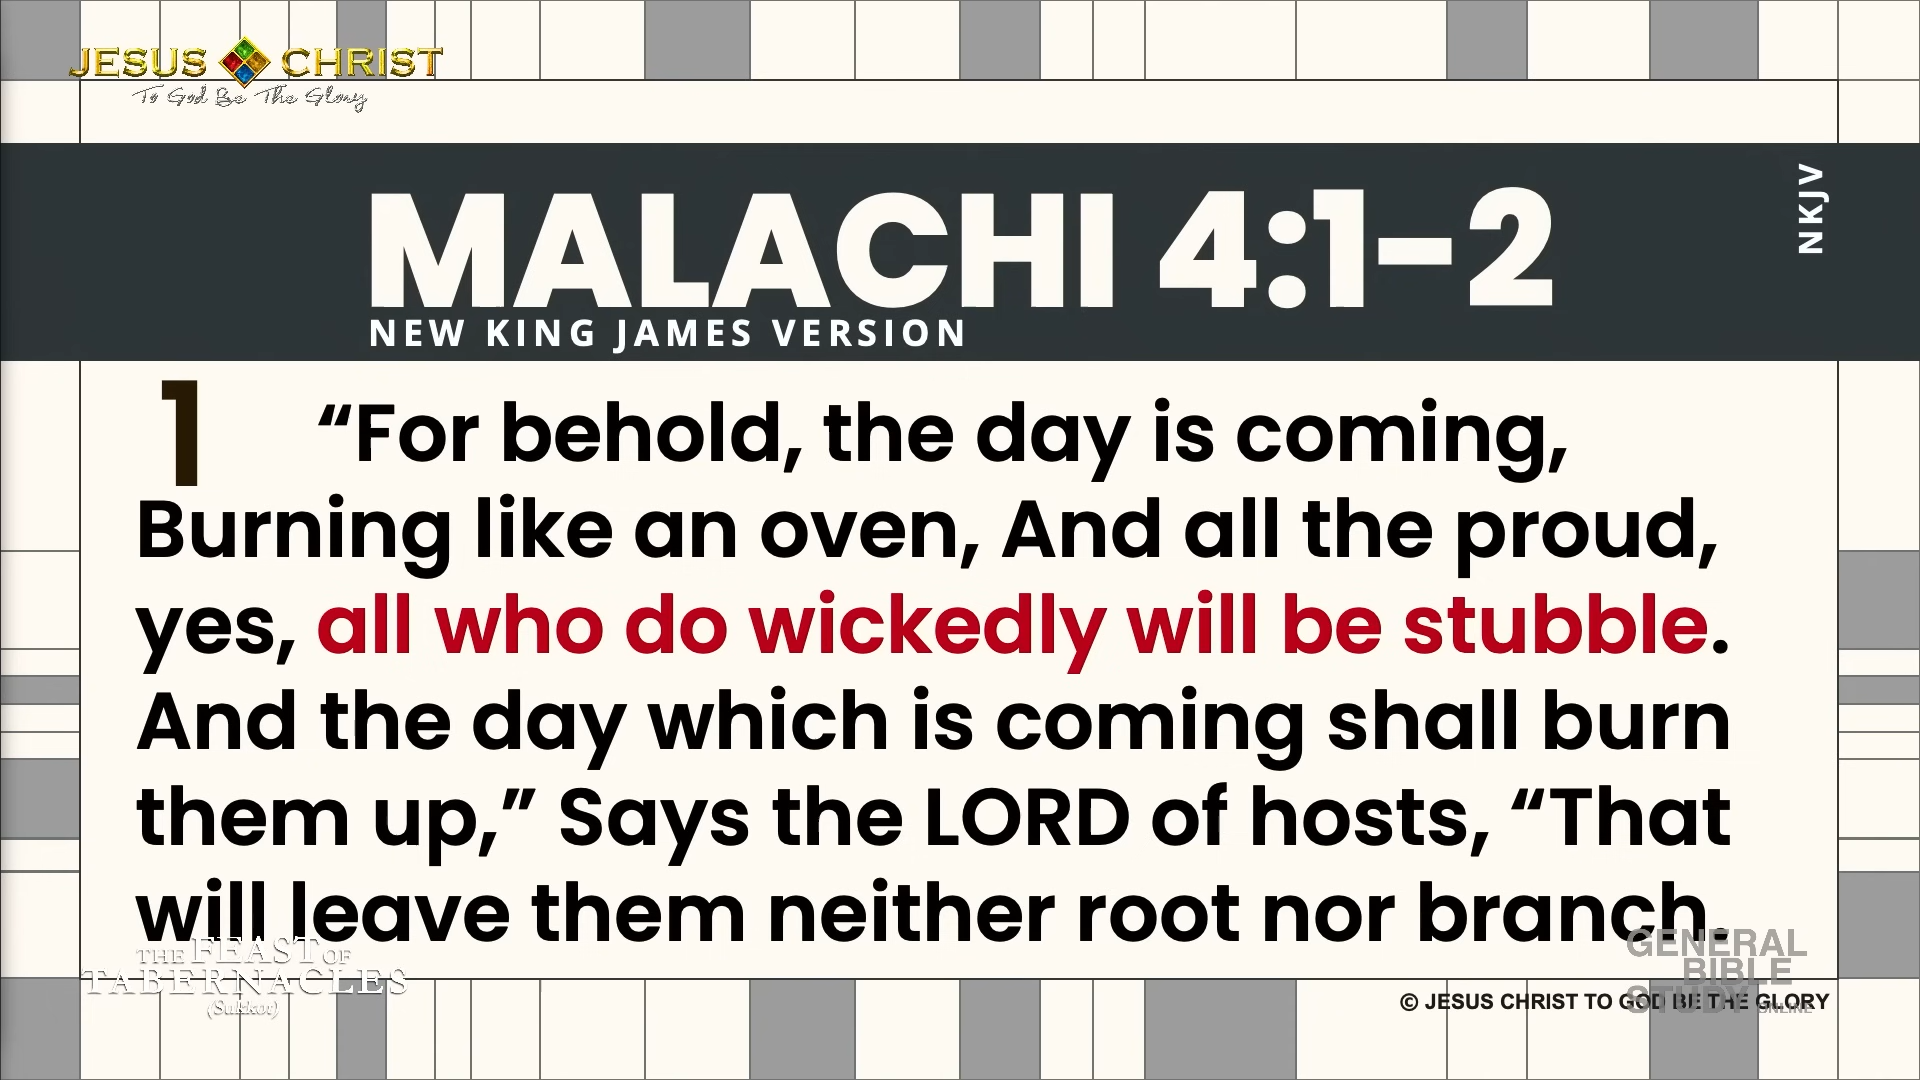 JESUS CHRIST
To God Be The Glory
MALACHI 4:1-2
NKJV
NEW KING JAMES VERSION
1 “For behold, the day is coming,
Burning like an oven, And all the proud,
yes, all who do wickedly will be stubble.
And the day which is coming shall burn
them up,” Says the LORD of hosts, “That
will leave them neither root nor branch.
THE FEAST OF
TABERNACLES
(Sukkot)
GENERAL
BIBLE
STUDY ONLINE
© JESUS CHRIST TO GOD BE THE GLORY